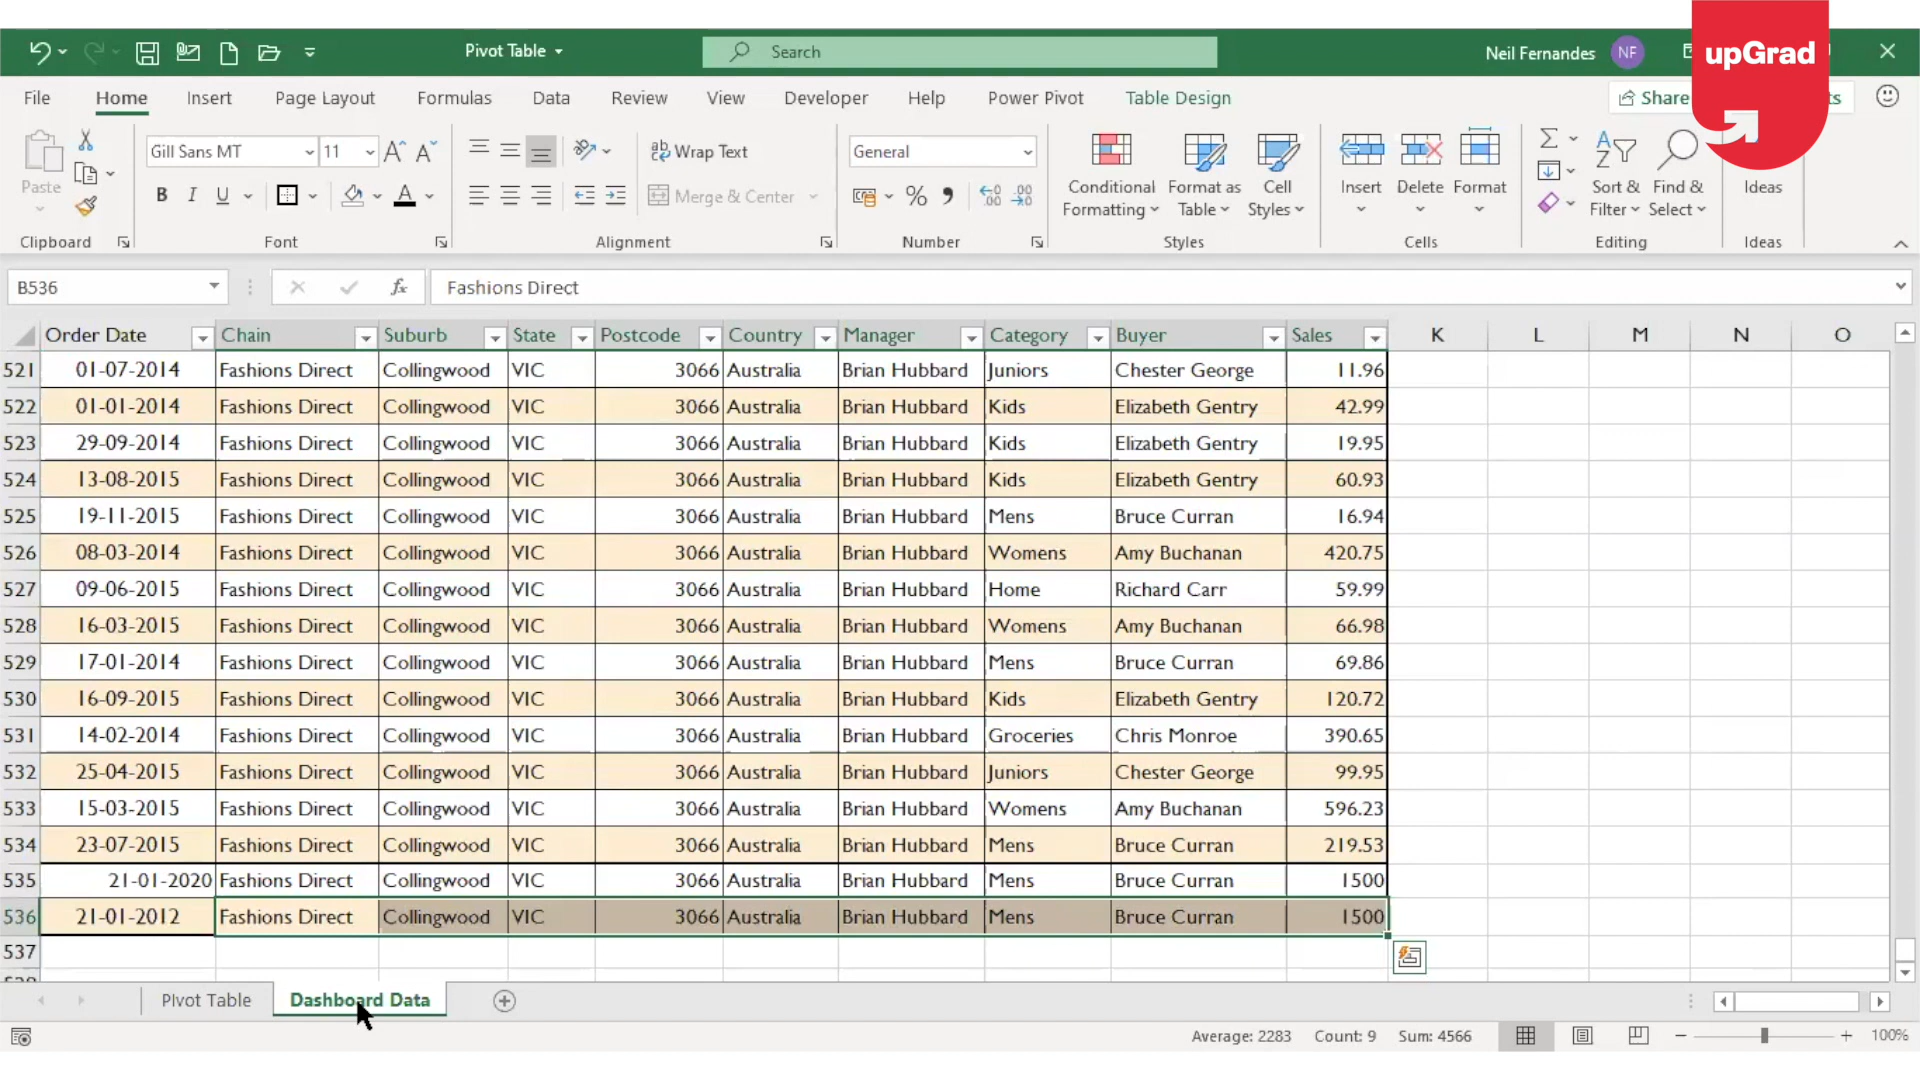 upGrad
Pivot Table
Search
Neil Fernandes
NF
File
Home
Insert
Page Layout
Formulas
Data
Review
View
Developer
Help
Power Pivot
Table Design
Share
Paste
Gill Sans MT
11
B I U
A
Wrap Text
Merge & Center
General
Conditional Formatting
Format as Table
Cell Styles
Insert
Delete
Format
Sort & Filter
Find & Select
Ideas
Clipboard
Font
Alignment
Number
Styles
Cells
Editing
Ideas
B536
fx
Fashions Direct
Order Date Chain Suburb State Postcode Country Manager Category Buyer Sales K L M N O
521 01-07-2014 Fashions Direct Collingwood VIC 3066 Australia Brian Hubbard Juniors Chester George 11.96
522 01-01-2014 Fashions Direct Collingwood VIC 3066 Australia Brian Hubbard Kids Elizabeth Gentry 42.99
523 29-09-2014 Fashions Direct Collingwood VIC 3066 Australia Brian Hubbard Kids Elizabeth Gentry 19.95
524 13-08-2015 Fashions Direct Collingwood VIC 3066 Australia Brian Hubbard Kids Elizabeth Gentry 60.93
525 19-11-2015 Fashions Direct Collingwood VIC 3066 Australia Brian Hubbard Mens Bruce Curran 16.94
526 08-03-2014 Fashions Direct Collingwood VIC 3066 Australia Brian Hubbard Womens Amy Buchanan 420.75
527 09-06-2015 Fashions Direct Collingwood VIC 3066 Australia Brian Hubbard Home Richard Carr 59.99
528 16-03-2015 Fashions Direct Collingwood VIC 3066 Australia Brian Hubbard Womens Amy Buchanan 66.98
529 17-01-2014 Fashions Direct Collingwood VIC 3066 Australia Brian Hubbard Mens Bruce Curran 69.86
530 16-09-2015 Fashions Direct Collingwood VIC 3066 Australia Brian Hubbard Kids Elizabeth Gentry 120.72
531 14-02-2014 Fashions Direct Collingwood VIC 3066 Australia Brian Hubbard Groceries Chris Monroe 390.65
532 25-04-2015 Fashions Direct Collingwood VIC 3066 Australia Brian Hubbard Juniors Chester George 99.95
533 15-03-2015 Fashions Direct Collingwood VIC 3066 Australia Brian Hubbard Womens Amy Buchanan 596.23
534 23-07-2015 Fashions Direct Collingwood VIC 3066 Australia Brian Hubbard Mens Bruce Curran 219.53
535 21-01-2020 Fashions Direct Collingwood VIC 3066 Australia Brian Hubbard Mens Bruce Curran 1500
536 21-01-2012 Fashions Direct Collingwood VIC 3066 Australia Brian Hubbard Mens Bruce Curran 1500
537
PIvot Table
Dashboard Data
Average: 2283 Count: 9 Sum: 4566
100%